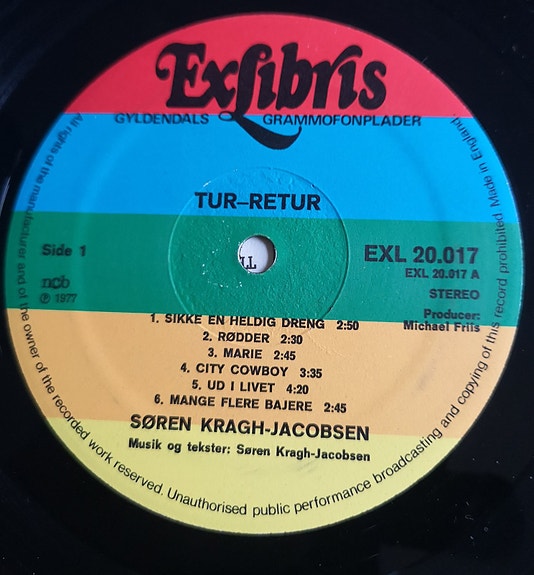 ExLibris
GYLDENDALS GRAMMOFONPLADER
TUR–RETUR
Side 1
EXL 20.017
EXL 20.017 A
ncb
℗ 1977
STEREO
Producer:
Michael Friis
1. SIKKE EN HELDIG DRENG 2:50
2. RØDDER 2:30
3. MARIE 2:45
4. CITY COWBOY 3:35
5. UD I LIVET 4:20
6. MANGE FLERE BAJERE 2:45
SØREN KRAGH-JACOBSEN
Musik og tekster: Søren Kragh-Jacobsen
All rights of the manufacturer and of the owner of the recorded work reserved. Unauthorised public performance broadcasting and copying of this record prohibited Made in England